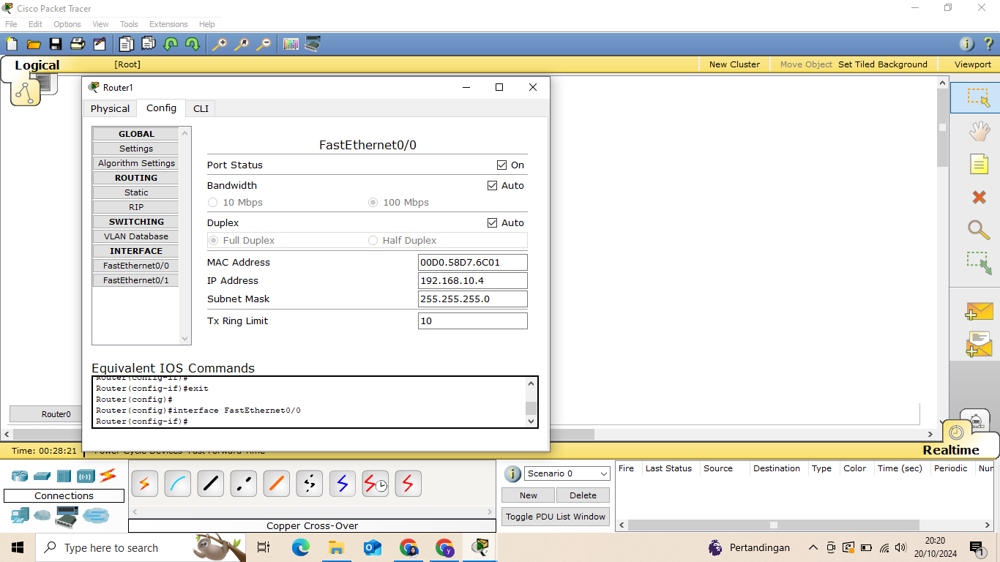 Cisco Packet Tracer
File Edit Options View Tools Extensions Help
Logical [Root] New Cluster Move Object Set Tiled Background Viewport
Router1
Physical Config CLI
GLOBAL
Settings
Algorithm Settings
ROUTING
Static
RIP
SWITCHING
VLAN Database
INTERFACE
FastEthernet0/0
FastEthernet0/1
FastEthernet0/0
Port Status On
Bandwidth Auto
10 Mbps 100 Mbps
Duplex Auto
Full Duplex Half Duplex
MAC Address 00D0.58D7.6C01
IP Address 192.168.10.4
Subnet Mask 255.255.255.0
Tx Ring Limit 10
Equivalent IOS Commands
Router(config-if)#
Router(config-if)#exit
Router(config)#
Router(config)#interface FastEthernet0/0
Router(config-if)#
Router0
Time: 00:28:21 Power Cycle Devices Fast Forward Time Realtime
Connections
Copper Cross-Over
Scenario 0
New Delete
Toggle PDU List Window
Fire Last Status Source Destination Type Color Time (sec) Periodic Num
Type here to search
Pertandingan
20:20
20/10/2024
1